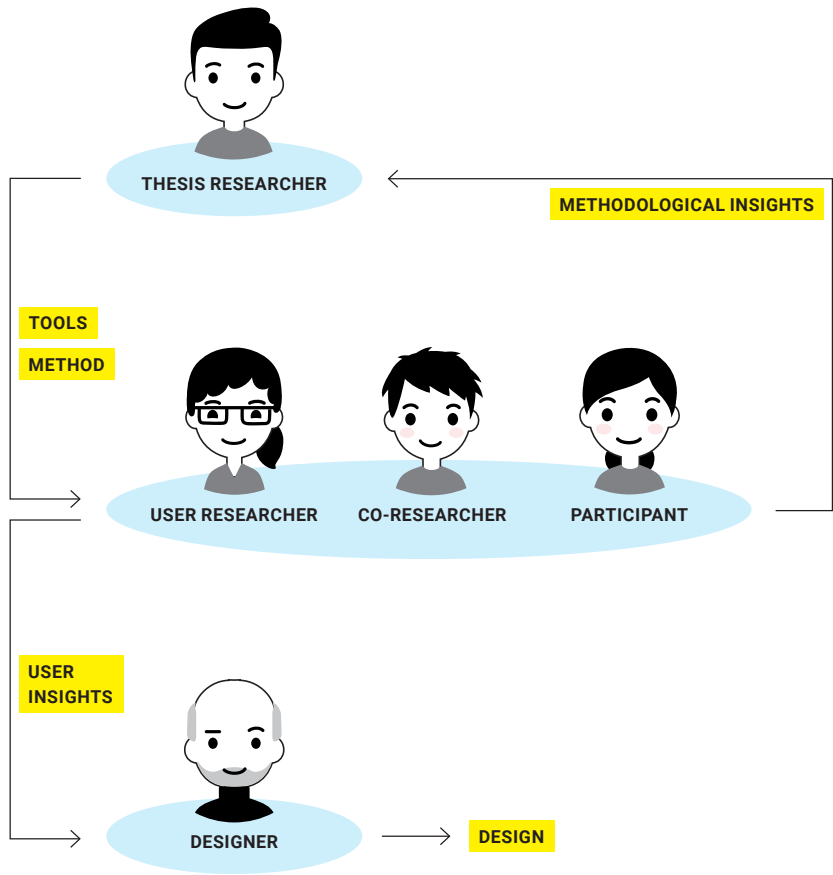 THESIS RESEARCHER
METHODOLOGICAL INSIGHTS
TOOLS
METHOD
USER RESEARCHER
CO-RESEARCHER
PARTICIPANT
USER
INSIGHTS
DESIGNER
DESIGN